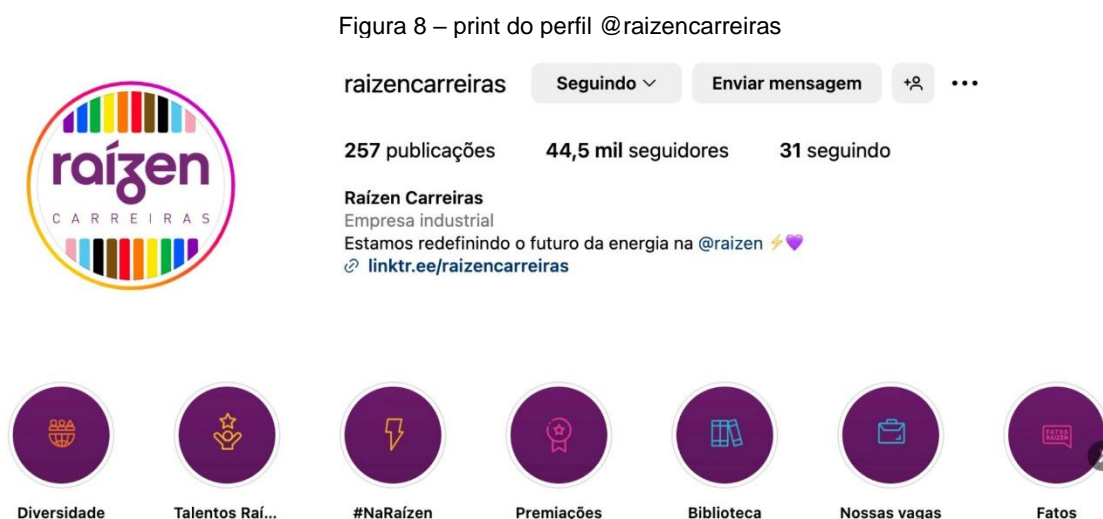 Figura 8 – print do perfil @raizencarreiras
raízen
CARREIRAS
raizencarreiras
Seguindo
Enviar mensagem
257 publicações
44,5 mil seguidores
31 seguindo
Raízen Carreiras
Empresa industrial
Estamos redefinindo o futuro da energia na @raizen ⚡💜
linktr.ee/raizencarreiras
FATOS
RAÍZEN
Diversidade
Talentos Raí...
#NaRaízen
Premiações
Biblioteca
Nossas vagas
Fatos